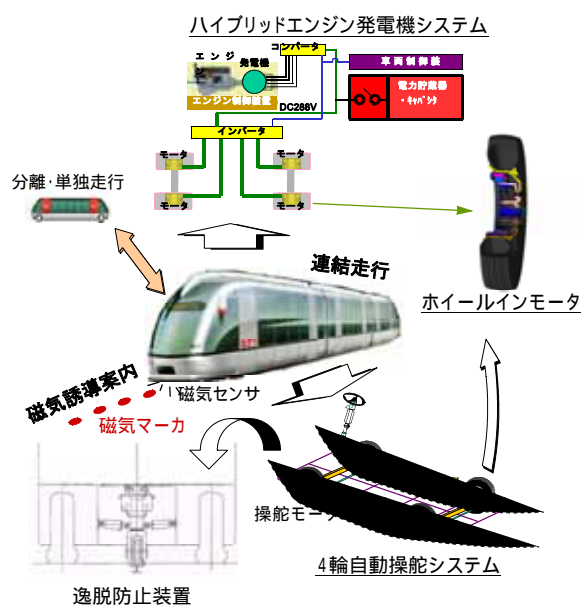 ハイブリッドエンジン発電機システム
コンバータ
エンジン
発電機
車両制御装
電力貯蔵器
・キャパシタ
エンジン制御装置
DC288V
インバータ
モータ
モータ
モータ
モータ
分離・単独走行
連結走行
ホイールインモータ
磁気誘導案内
磁気センサ
磁気マーカ
操舵モー
4輪自動操舵システム
逸脱防止装置